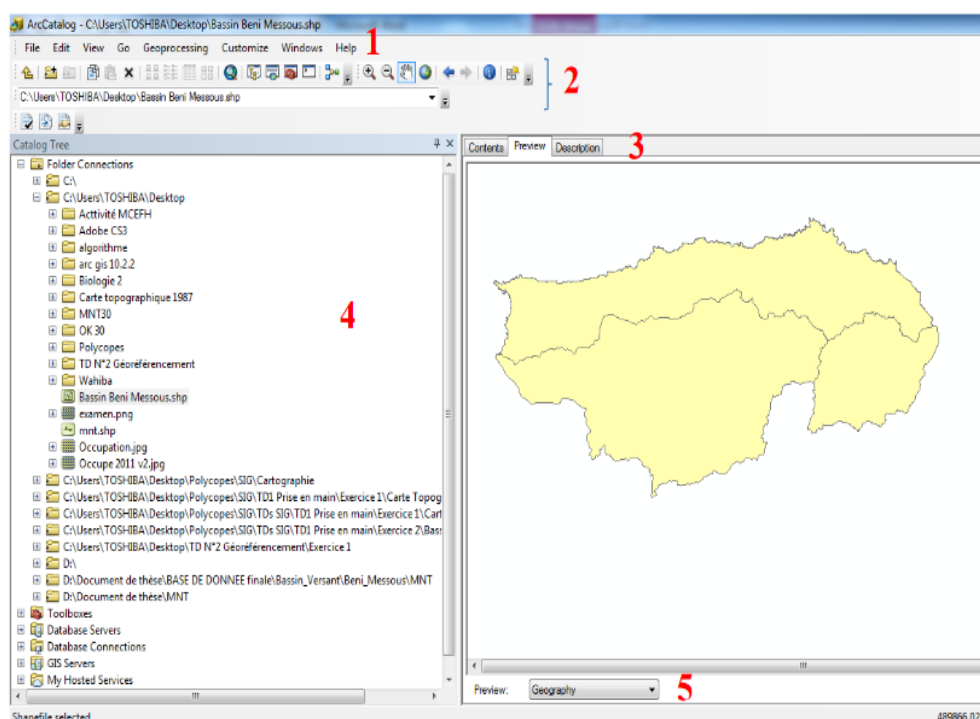 ArcCatalog - C:\Users\TOSHIBA\Desktop\Bassin Beni Messous.shp
File Edit View Go Geoprocessing Customize Windows Help 1
2
C:\Users\TOSHIBA\Desktop\Bassin Beni Messous.shp
Catalog Tree
Contents Preview Description 3
Folder Connections
C:\
C:\Users\TOSHIBA\Desktop
Acttivité MCEFH
Adobe CS3
algorithme
arc gis 10.2.2
Biologie 2
Carte topographique 1987
MNT30
4
OK 30
Polycopes
TD N°2 Géoréférencement
Wahiba
Bassin Beni Messous.shp
examen.png
mnt.shp
Occupation.jpg
Occupe 2011 v2.jpg
C:\Users\TOSHIBA\Desktop\Polycopes\SIG\Cartographie
C:\Users\TOSHIBA\Desktop\Polycopes\SIG\TD1 Prise en main\Exercice 1\Carte Topog
C:\Users\TOSHIBA\Desktop\Polycopes\SIG\TDs SIG\TD1 Prise en main\Exercice 1\Cart
C:\Users\TOSHIBA\Desktop\Polycopes\SIG\TDs SIG\TD1 Prise en main\Exercice 2\Bas
C:\Users\TOSHIBA\Desktop\TD N°2 Géoréférencement\Exercice 1
D:\
D:\Document de thèse\BASE DE DONNEE finale\Bassin_Versant\Beni_Messous\MNT
D:\Document de thèse\MNT
Toolboxes
Database Servers
Database Connections
GIS Servers
My Hosted Services
Preview: Geography 5
Shapefile selected 489866,02